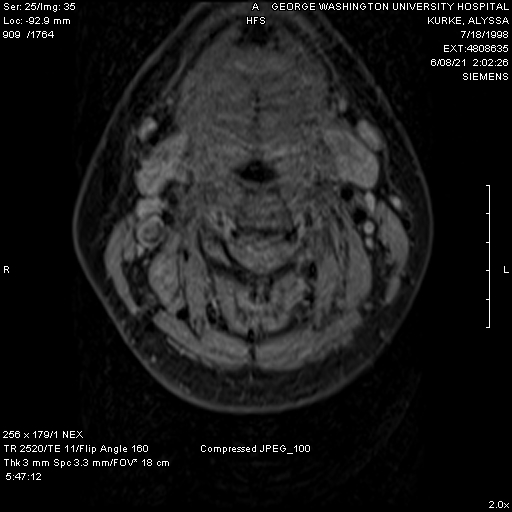 Ser: 25/Img: 35
Loc: -92.9 mm
909 /1764
A GEORGE WASHINGTON UNIVERSITY HOSPITAL
HFS
KURKE, ALYSSA
7/18/1998
EXT:4808635
6/08/21 2:02:26
SIEMENS
R
L
256 x 179/1 NEX
TR 2520/TE 11/Flip Angle 160
Thk 3 mm Spc 3.3 mm/FOV* 18 cm
5:47:12
Compressed JPEG_100
2.0x